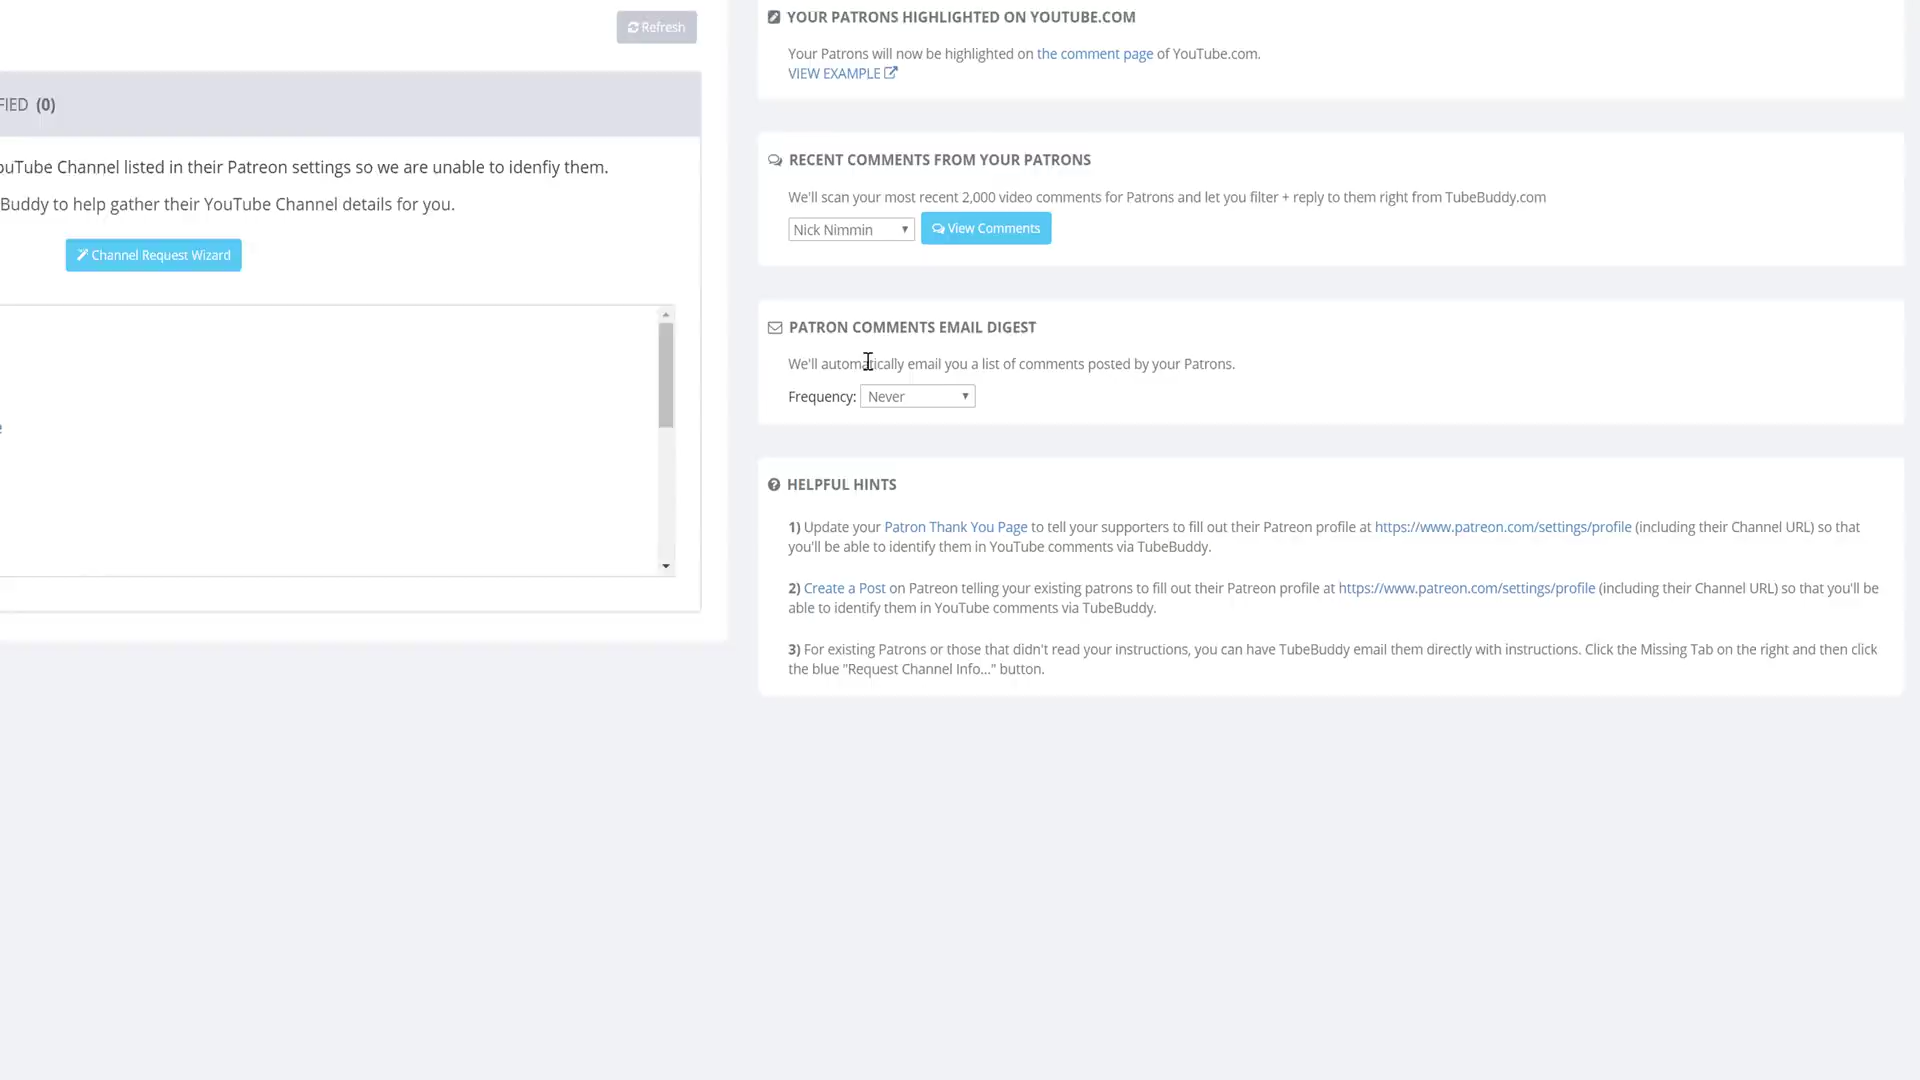 Refresh
FIED (0)
ouTube Channel listed in their Patreon settings so we are unable to idenfiy them.
Buddy to help gather their YouTube Channel details for you.
Channel Request Wizard
e
YOUR PATRONS HIGHLIGHTED ON YOUTUBE.COM
Your Patrons will now be highlighted on the comment page of YouTube.com.
VIEW EXAMPLE
RECENT COMMENTS FROM YOUR PATRONS
We'll scan your most recent 2,000 video comments for Patrons and let you filter + reply to them right from TubeBuddy.com
Nick Nimmin View Comments
PATRON COMMENTS EMAIL DIGEST
We'll automatically email you a list of comments posted by your Patrons.
Frequency: Never
HELPFUL HINTS
1) Update your Patron Thank You Page to tell your supporters to fill out their Patreon profile at https://www.patreon.com/settings/profile (including their Channel URL) so that
you'll be able to identify them in YouTube comments via TubeBuddy.
2) Create a Post on Patreon telling your existing patrons to fill out their Patreon profile at https://www.patreon.com/settings/profile (including their Channel URL) so that you'll be
able to identify them in YouTube comments via TubeBuddy.
3) For existing Patrons or those that didn't read your instructions, you can have TubeBuddy email them directly with instructions. Click the Missing Tab on the right and then click
the blue "Request Channel Info..." button.